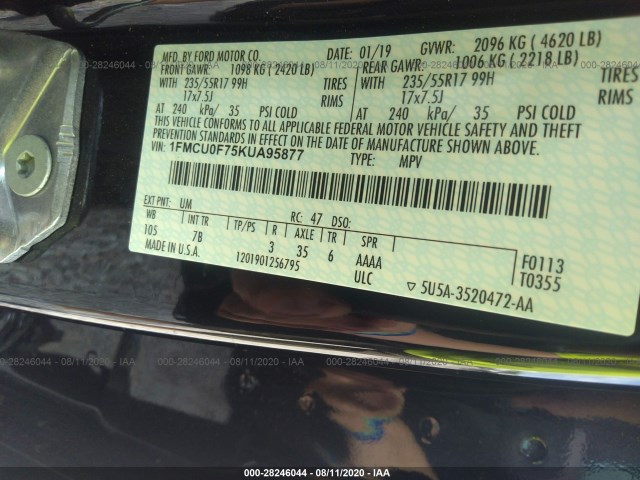 MFD. BY FORD MOTOR CO.
DATE: 01/19 GVWR: 2096 KG ( 4620 LB)
FRONT GAWR: 1098 KG ( 2420 LB) REAR GAWR: 1006 KG ( 2218 LB)
WITH 235/55R17 99H TIRES WITH 235/55R17 99H TIRES
17x7.5J RIMS 17x7.5J RIMS
AT 240 kPa/ 35 PSI COLD AT 240 kPa/ 35 PSI COLD
THIS VEHICLE CONFORMS TO ALL APPLICABLE FEDERAL MOTOR VEHICLE SAFETY AND THEFT
PREVENTION STANDARDS IN EFFECT ON THE DATE OF MANUFACTURE SHOWN ABOVE.
VIN: 1FMCU0F75KUA95877
TYPE: MPV
EXT PNT: UM RC: 47 DSO:
WB INT TR TP/PS R AXLE TR SPR
105 7B 3 35 6 AAAA
MADE IN U.S.A. 1201901256795 ULC
F0113
T0355
▽ 5U5A-3520472-AA
000-28246044 - 08/11/2020 - IAA